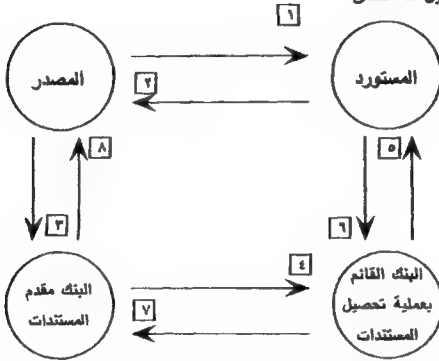 ١
المصدر
المستورد
٢
٨
٥
٣
٦
٤
البنك مقدم
المستندات
البنك القائم
بعملية تحصيل
المستندات
٧